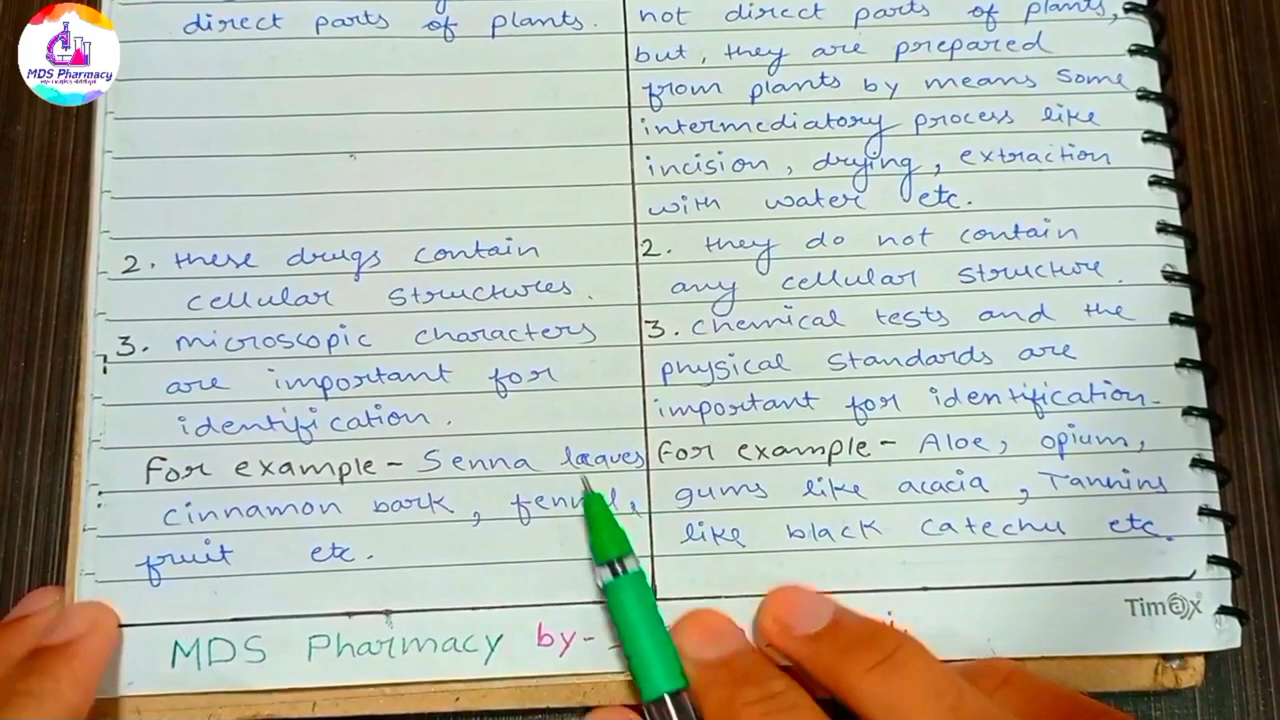 MDS Pharmacy
direct parts of plants.
2. these drugs contain
cellular structures.
3. microscopic characters
are important for
identification.
For example - Senna leaves
cinnamon bark,
fruit etc.
not direct parts of plants,
but, they are prepared
from plants by means some
intermediatory process like
incision, drying, extraction
with water etc.
2. they do not contain
any cellular structure.
3. chemical tests and the
physical standards are
important for identification.
For example - Aloe, opium,
gums like acacia, Tannins
like black catechu etc.
Timax
MDS Pharmacy by-